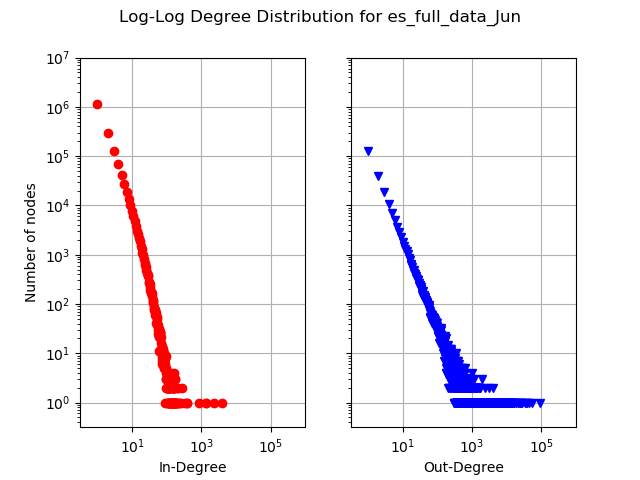 Log-Log Degree Distribution for es_full_data_Jun
Number of nodes
10^7
10^6
10^5
10^4
10^3
10^2
10^1
10^0
10^1 10^3 10^5
In-Degree
10^1 10^3 10^5
Out-Degree